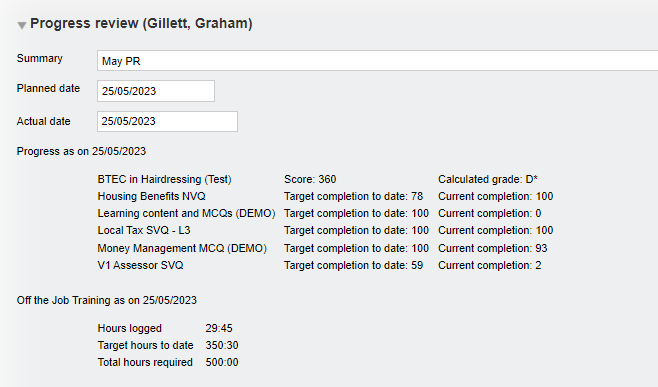 Progress review (Gillett, Graham)
Summary May PR
Planned date 25/05/2023
Actual date 25/05/2023
Progress as on 25/05/2023
BTEC in Hairdressing (Test) Score: 360 Calculated grade: D*
Housing Benefits NVQ Target completion to date: 78 Current completion: 100
Learning content and MCQs (DEMO) Target completion to date: 100 Current completion: 0
Local Tax SVQ - L3 Target completion to date: 100 Current completion: 100
Money Management MCQ (DEMO) Target completion to date: 100 Current completion: 93
V1 Assessor SVQ Target completion to date: 59 Current completion: 2
Off the Job Training as on 25/05/2023
Hours logged 29:45
Target hours to date 350:30
Total hours required 500:00